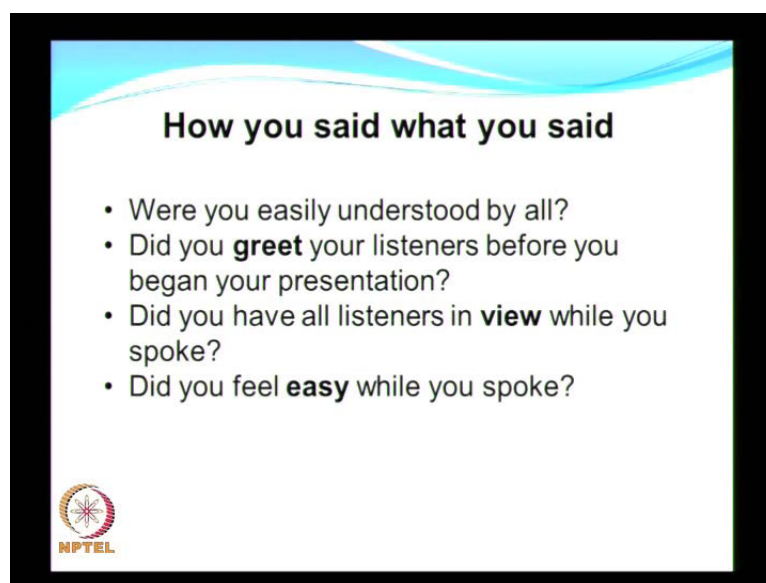 How you said what you said
• Were you easily understood by all?
• Did you greet your listeners before you
began your presentation?
• Did you have all listeners in view while you
spoke?
• Did you feel easy while you spoke?
NPTEL